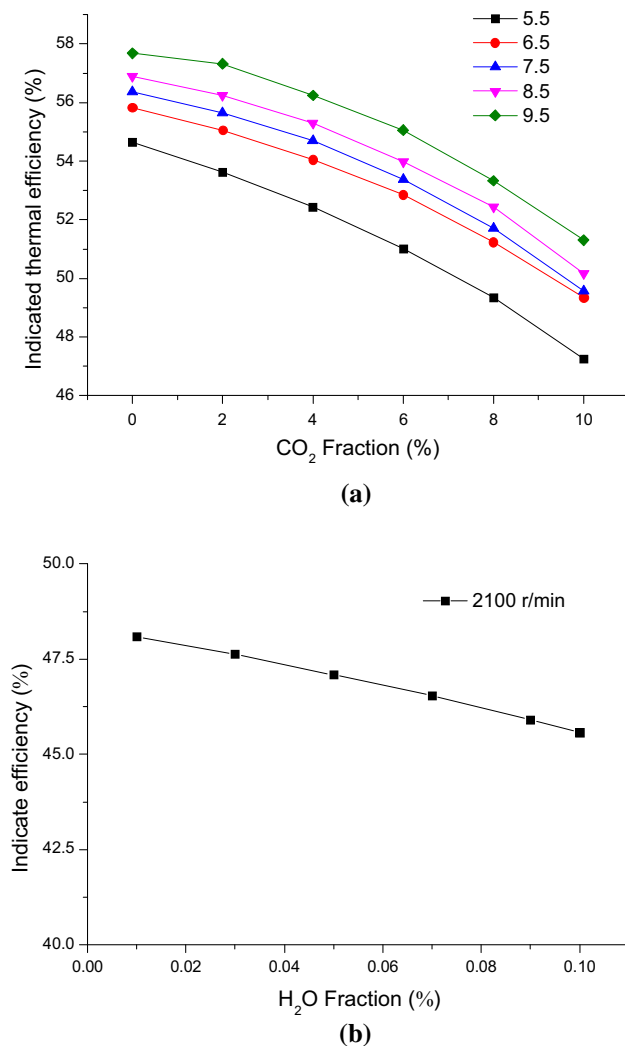 5.5
6.5
7.5
8.5
9.5
58
56
54
52
50
48
46
Indicated thermal efficiency (%)
0 2 4 6 8 10
CO2 Fraction (%)
(a)
50.0
47.5
45.0
42.5
40.0
2100 r/min
Indicate efficiency (%)
0.00 0.02 0.04 0.06 0.08 0.10
H2O Fraction (%)
(b)